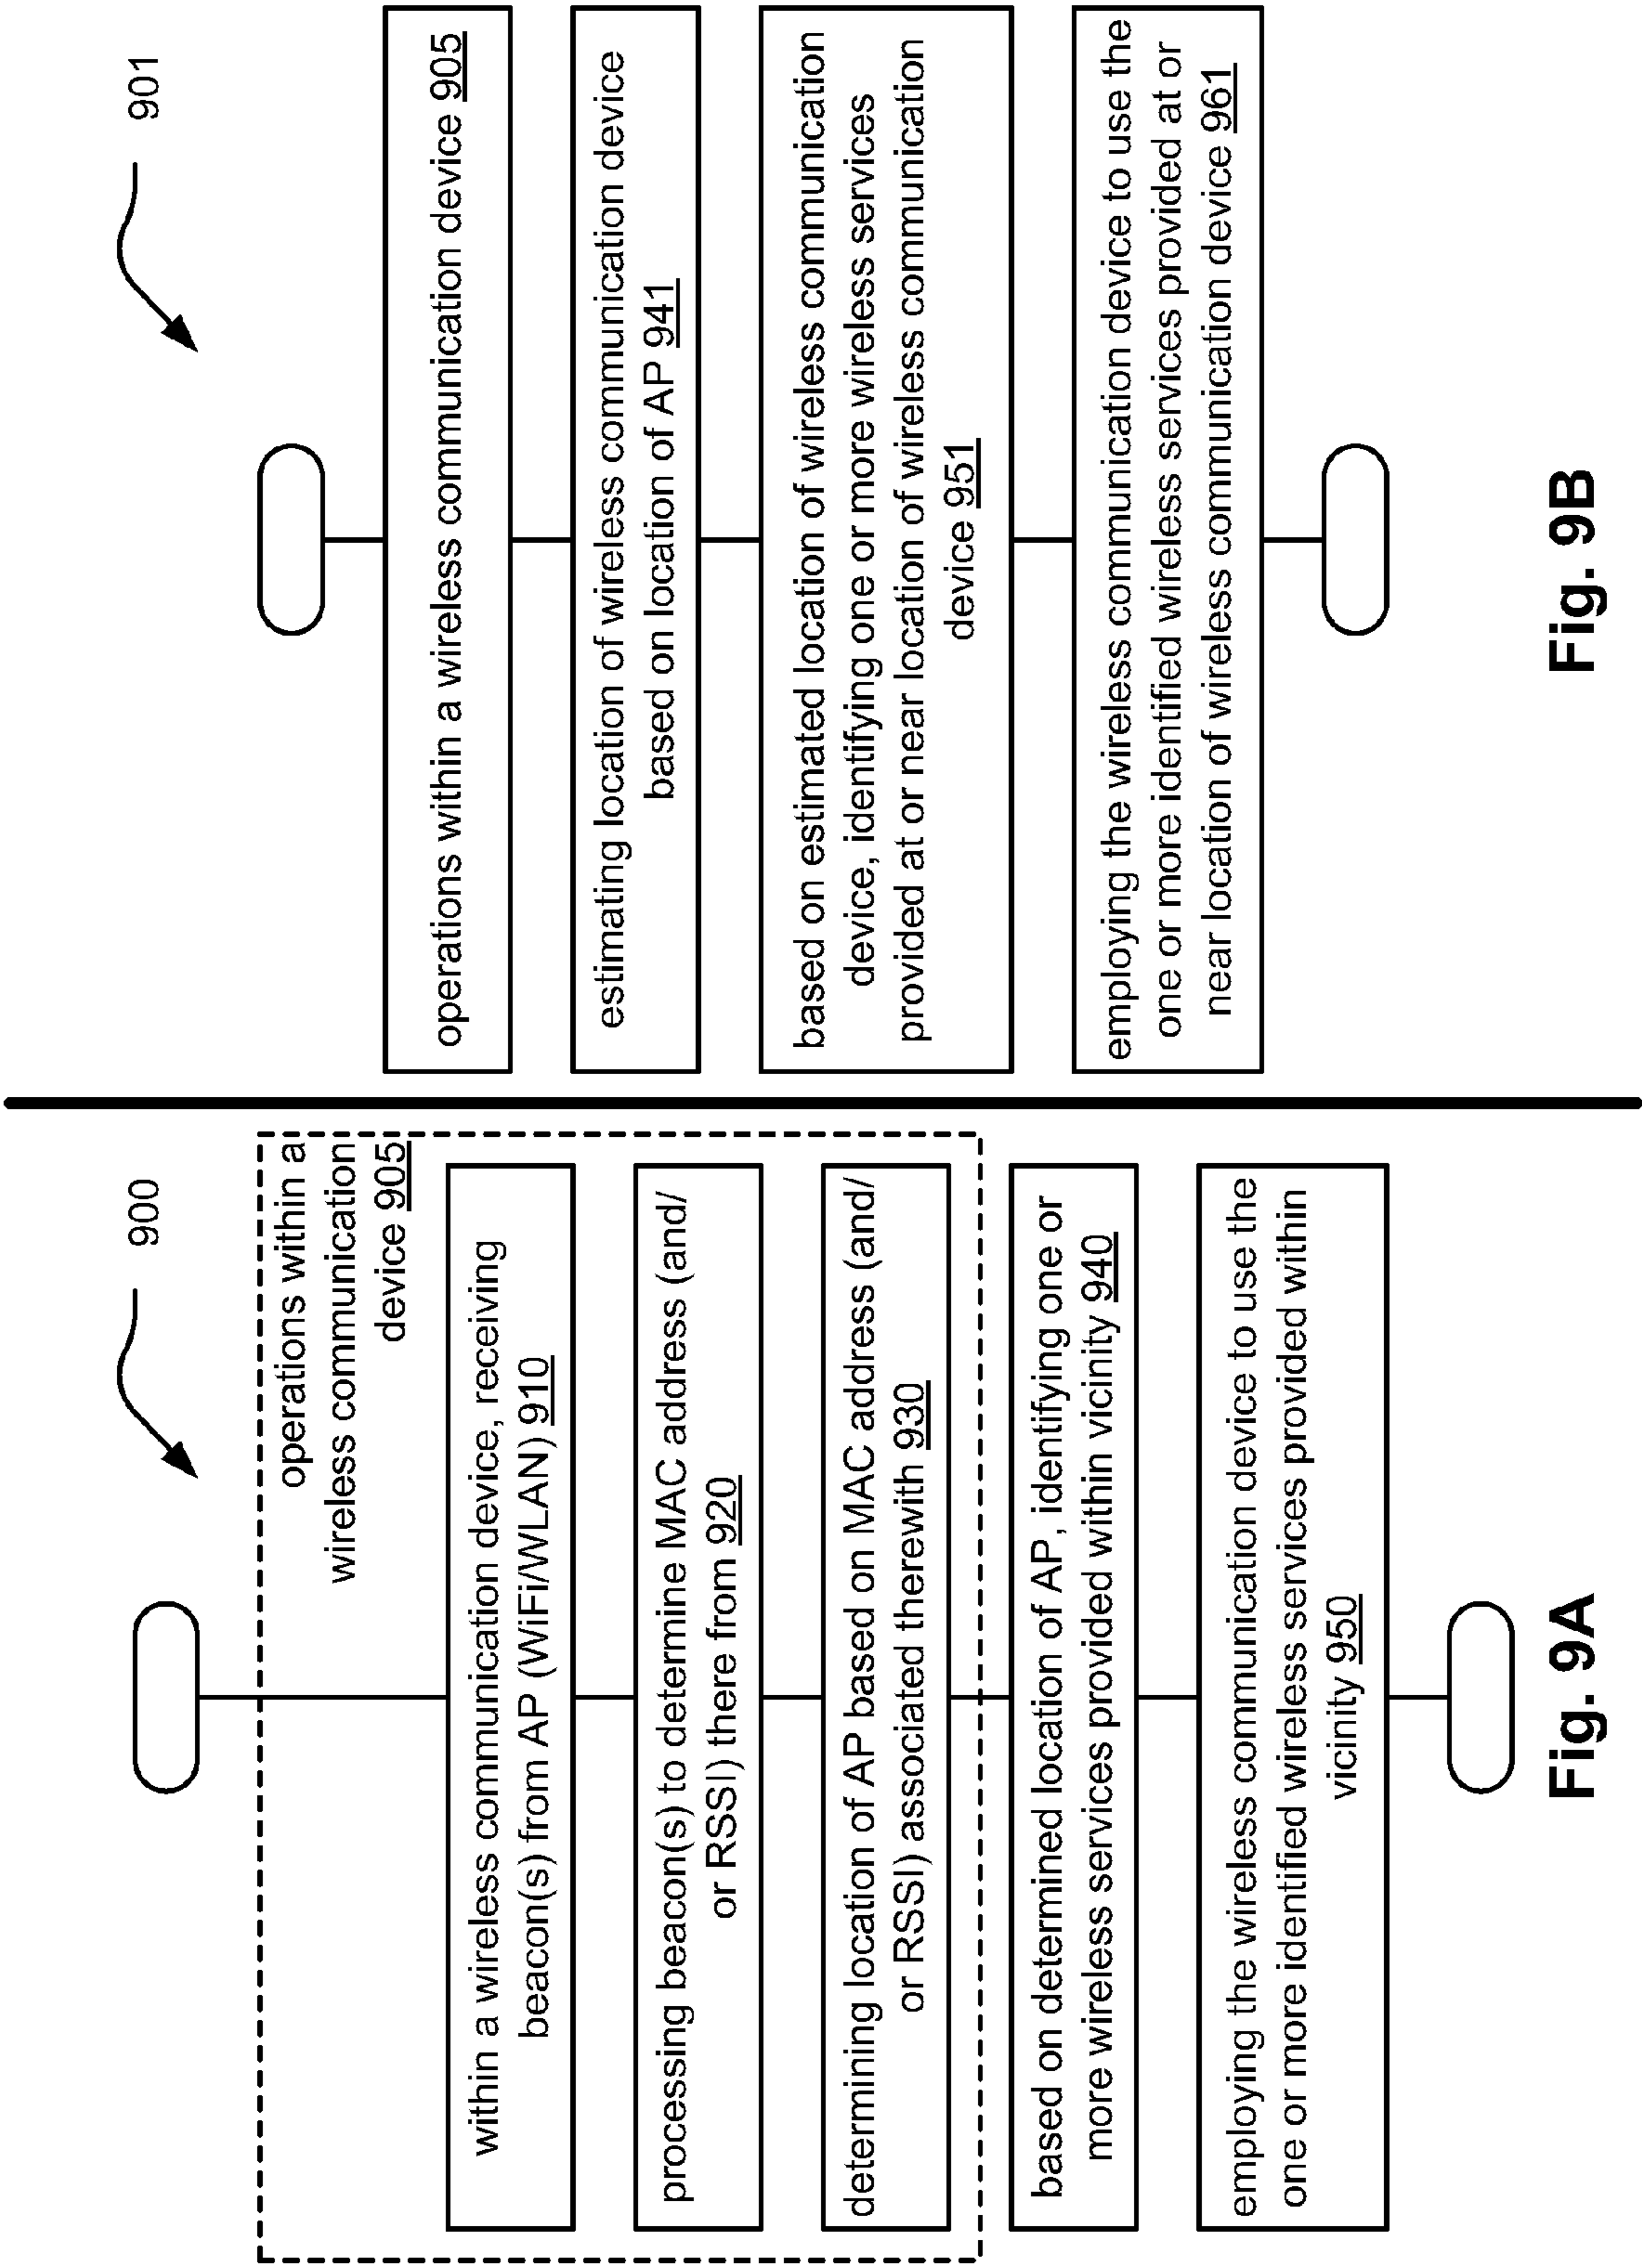 900
operations within a
wireless communication
device 905
within a wireless communication device, receiving
beacon(s) from AP (WiFi/WLAN) 910
processing beacon(s) to determine MAC address (and/
or RSSI) there from 920
determining location of AP based on MAC address (and/
or RSSI) associated therewith 930
based on determined location of AP, identifying one or
more wireless services provided within vicinity 940
employing the wireless communication device to use the
one or more identified wireless services provided within
vicinity 950
Fig. 9A
901
operations within a wireless communication device 905
estimating location of wireless communication device
based on location of AP 941
based on estimated location of wireless communication
device, identifying one or more wireless services
provided at or near location of wireless communication
device 951
employing the wireless communication device to use the
one or more identified wireless services provided at or
near location of wireless communication device 961
Fig. 9B